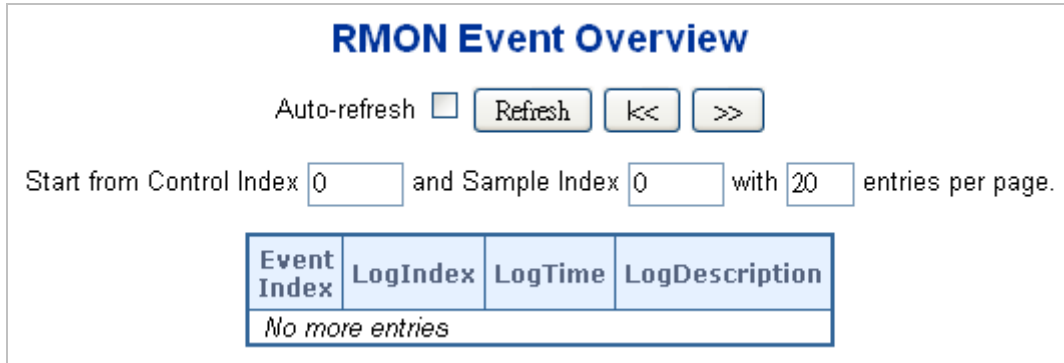 RMON Event Overview
Auto-refresh Refresh |<< >>
Start from Control Index 0 and Sample Index 0 with 20 entries per page.
Event Index LogIndex LogTime LogDescription
No more entries